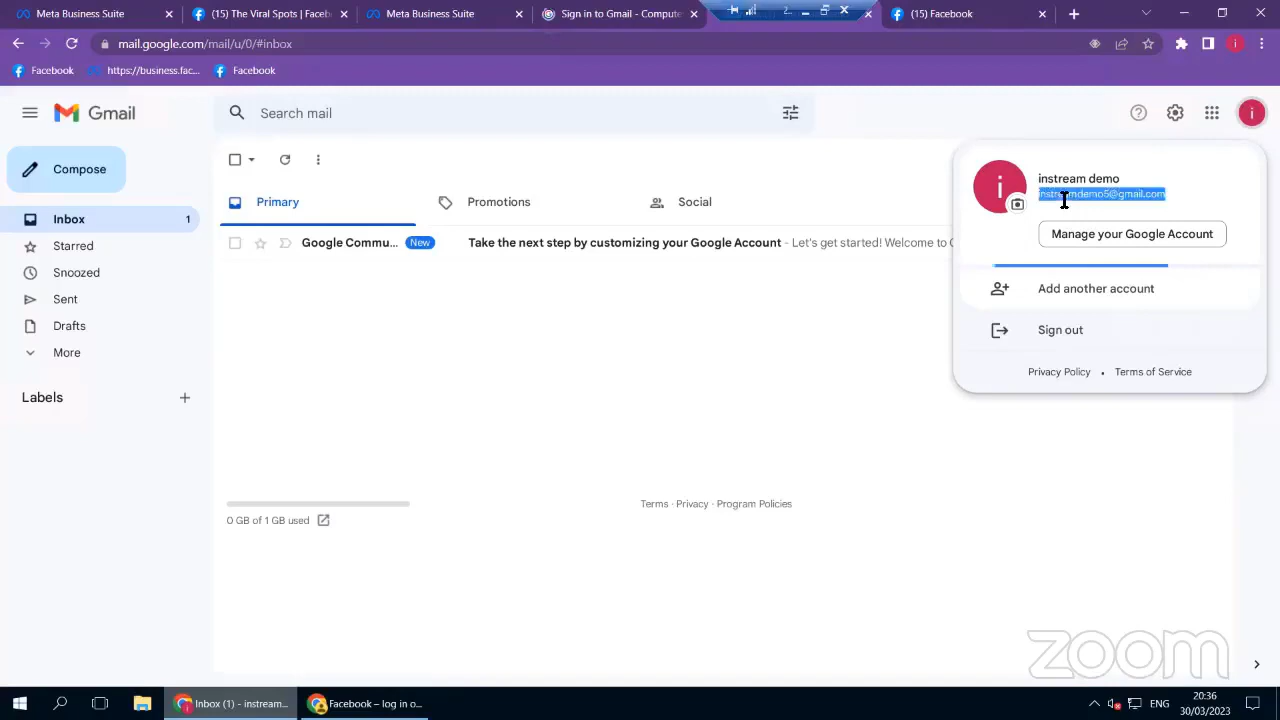 Meta Business Suite
(15) The Viral Spots | Faceb
Meta Business Suite
Sign in to Gmail - Compute
2...
(15) Facebook
mail.google.com/mail/u/0/#inbox
i
Facebook
https://business.fac...
Facebook
Gmail
Search mail
i
Compose
Inbox 1
Starred
Snoozed
Sent
Drafts
More
Labels
Primary
Promotions
Social
Google Commu... New Take the next step by customizing your Google Account - Let's get started! Welcome to G
0 GB of 1 GB used
Terms · Privacy · Program Policies
i
instream demo
instreamdemo5@gmail.com
Manage your Google Account
Add another account
Sign out
Privacy Policy • Terms of Service
zoom
Inbox (1) - instream...
Facebook – log in o...
ENG
20:36
30/03/2023